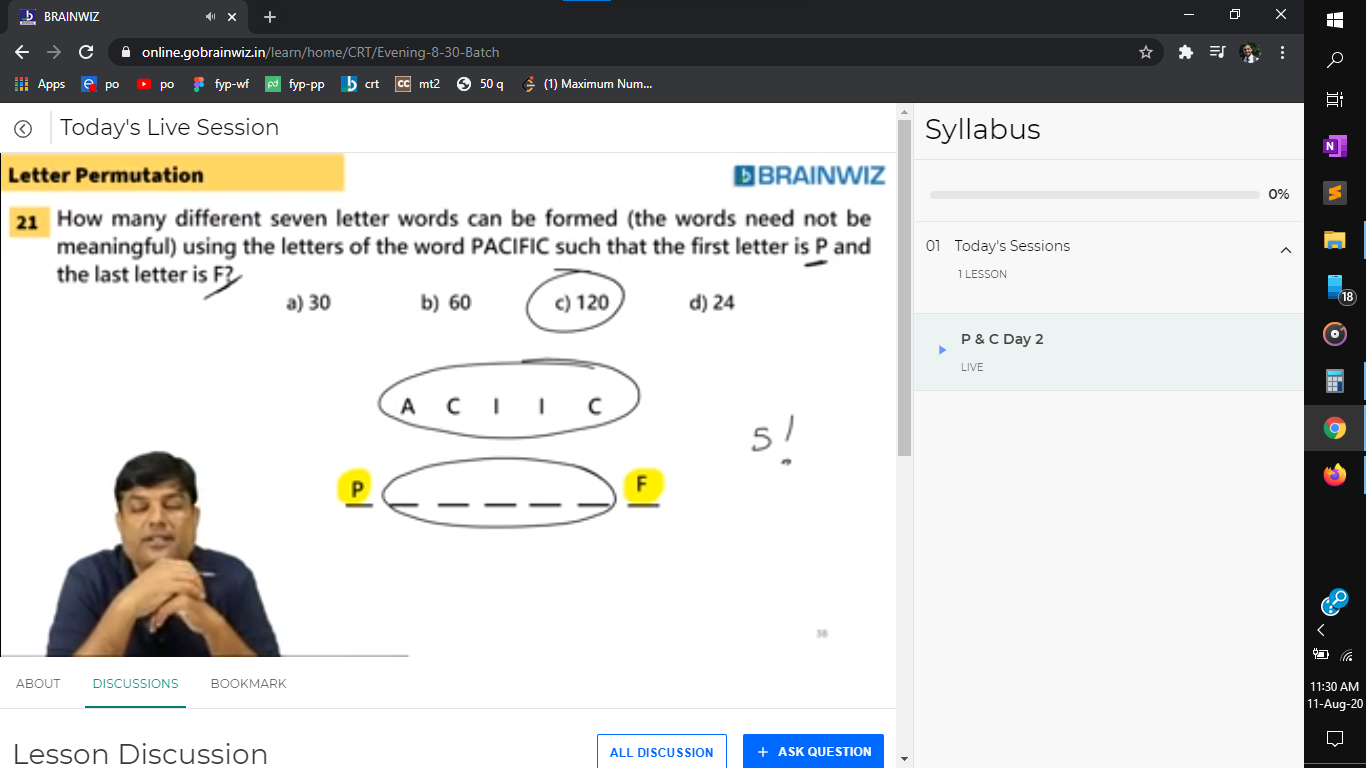 BRAINWIZ
online.gobrainwiz.in/learn/home/CRT/Evening-8-30-Batch
Apps po po fyp-wf fyp-pp crt mt2 50 q (1) Maximum Num...
Today's Live Session
Letter Permutation
BRAINWIZ
21 How many different seven letter words can be formed (the words need not be
meaningful) using the letters of the word PACIFIC such that the first letter is P and
the last letter is F?
a) 30 b) 60 c) 120 d) 24
A C I I C
5!
P _ _ _ _ _ F
38
ABOUT DISCUSSIONS BOOKMARK
Lesson Discussion
ALL DISCUSSION
+ ASK QUESTION
Syllabus
0%
01 Today's Sessions
1 LESSON
P & C Day 2
LIVE
18
11:30 AM
11-Aug-20